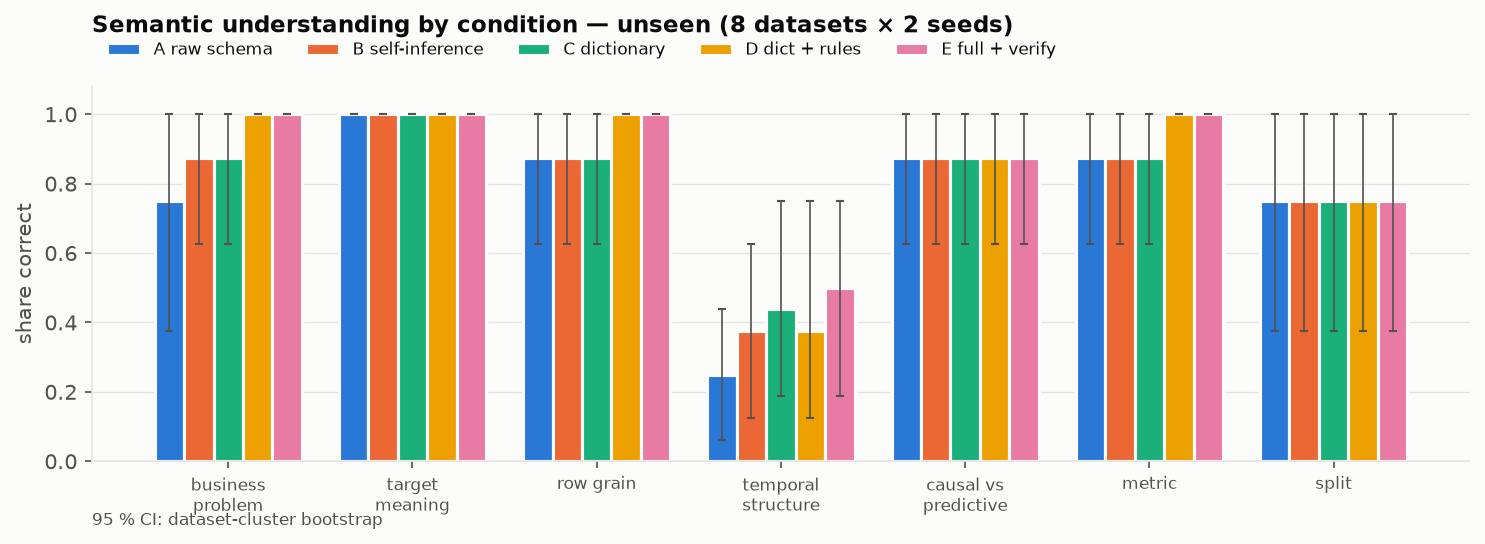 Semantic understanding by condition — unseen (8 datasets × 2 seeds)
A raw schema B self-inference C dictionary D dict + rules E full + verify
share correct
1.0
0.8
0.6
0.4
0.2
0.0
business problem
target meaning
row grain
temporal structure
causal vs predictive
metric
split
95 % CI: dataset-cluster bootstrap